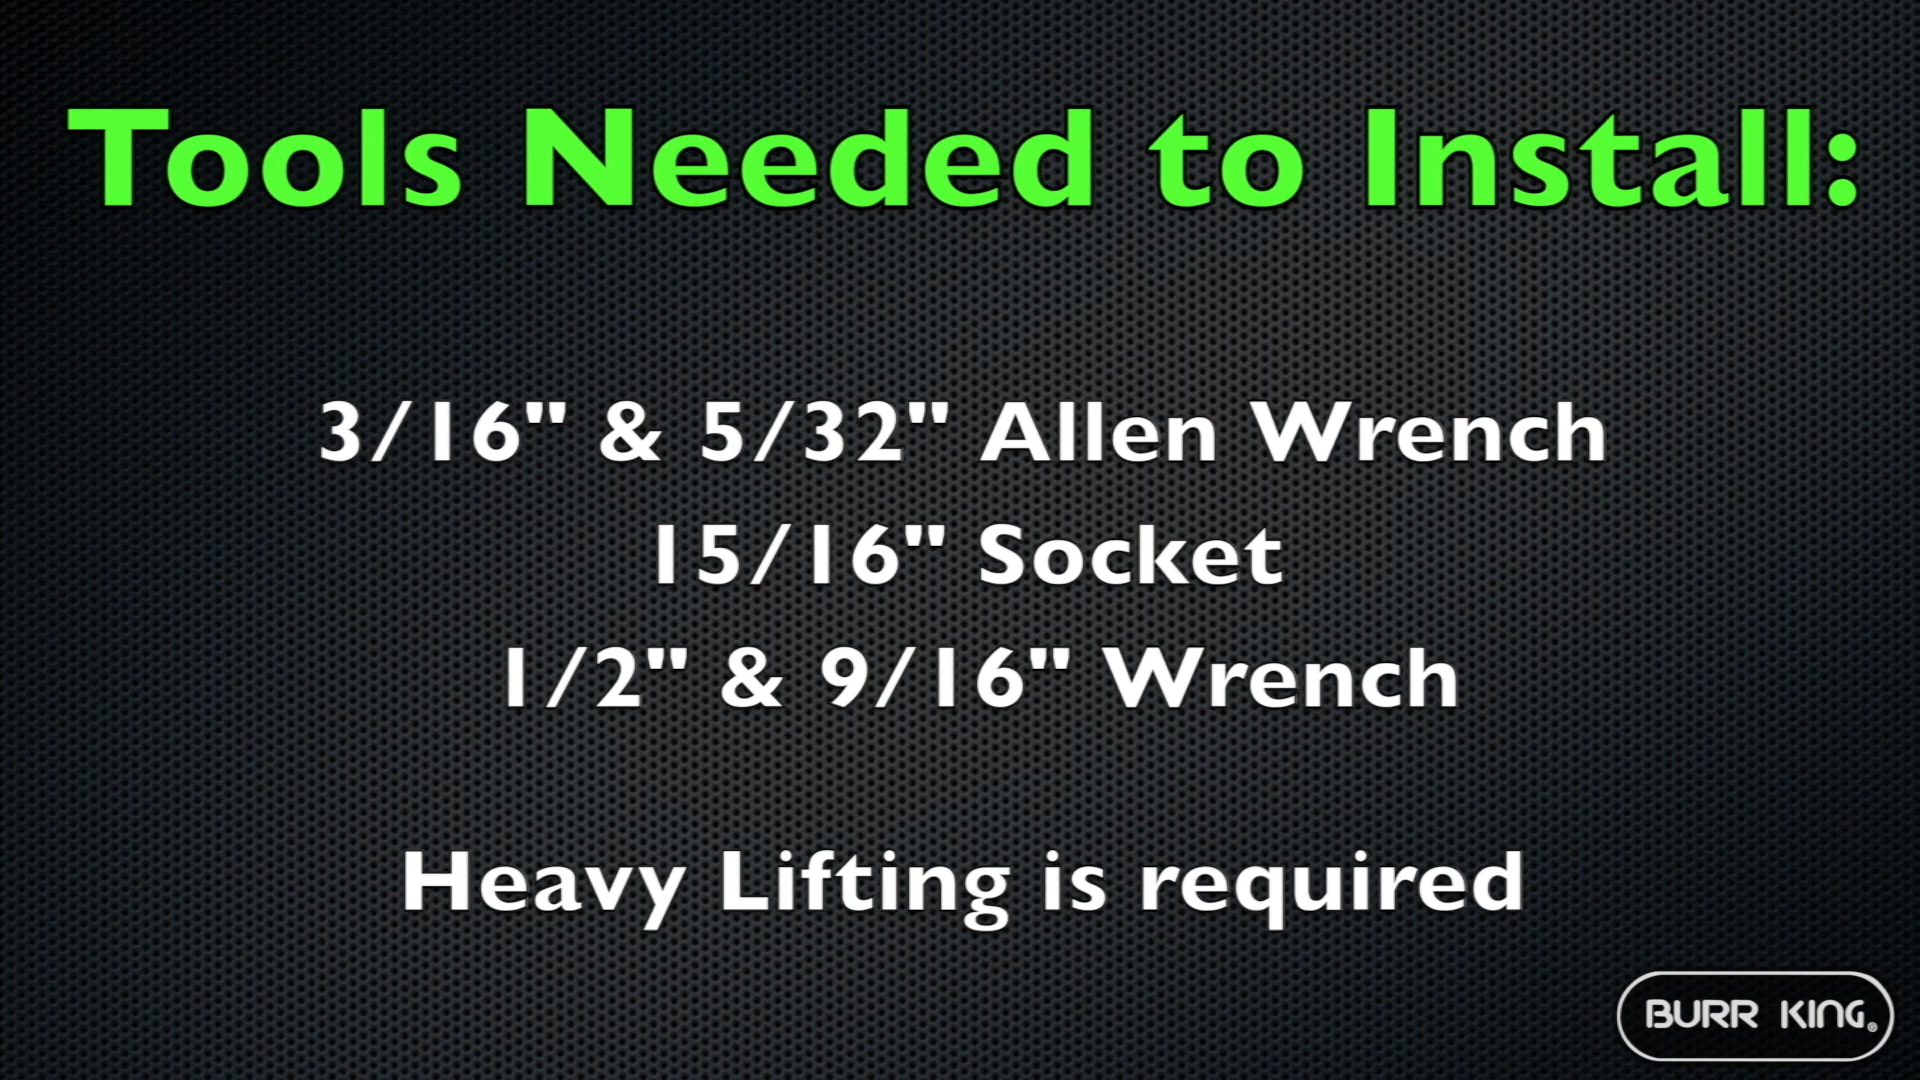 Tools Needed to Install:
3/16" & 5/32" Allen Wrench
15/16" Socket
1/2" & 9/16" Wrench
Heavy Lifting is required
BURR KING®